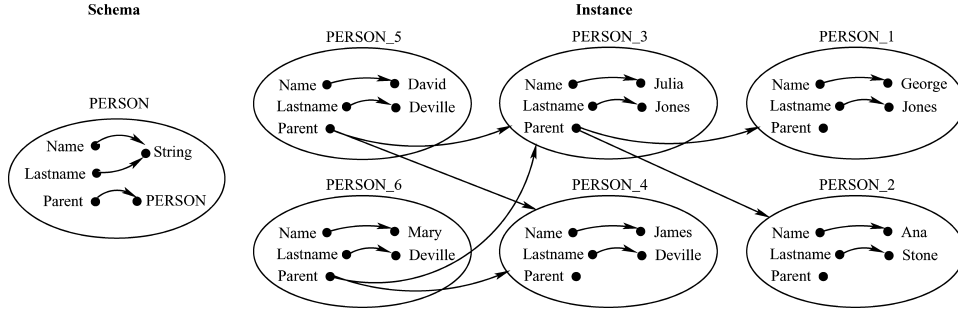 Schema
Instance
PERSON
Name
String
Lastname
Parent
PERSON
PERSON_5
Name
David
Lastname
Deville
Parent
PERSON_3
Name
Julia
Lastname
Jones
Parent
PERSON_1
Name
George
Lastname
Jones
Parent
PERSON_6
Name
Mary
Lastname
Deville
Parent
PERSON_4
Name
James
Lastname
Deville
Parent
PERSON_2
Name
Ana
Lastname
Stone
Parent